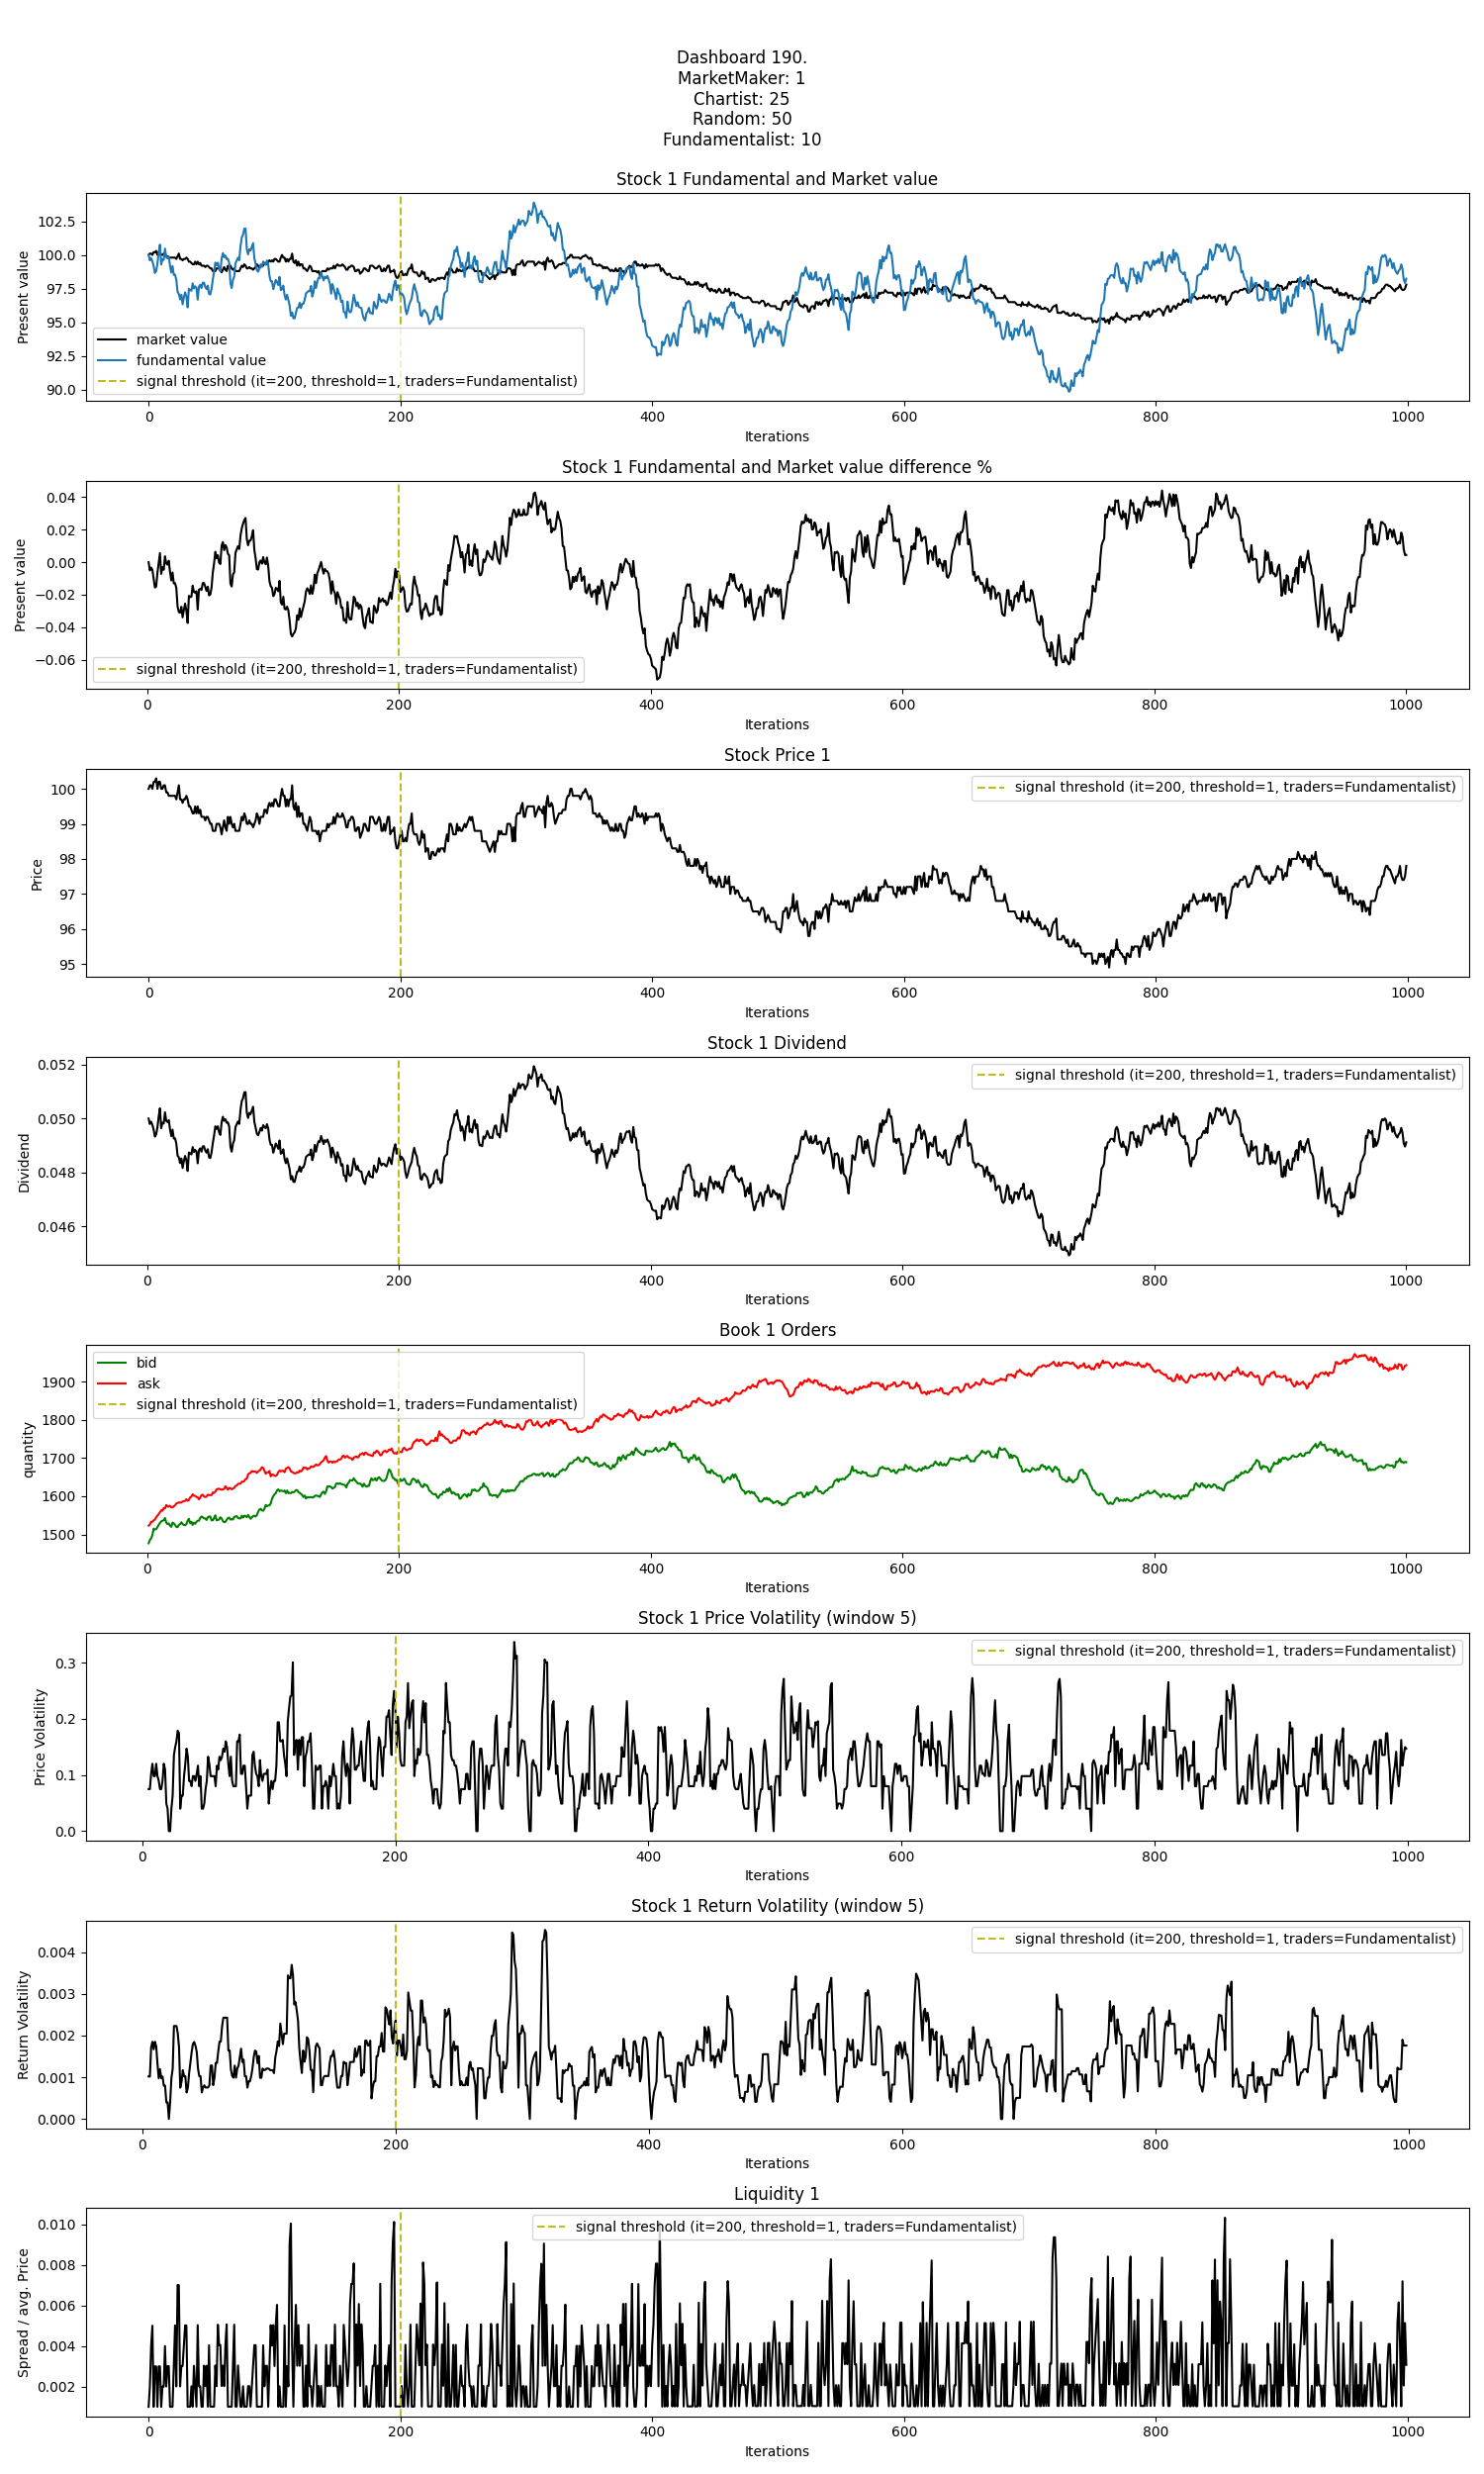 Dashboard 190.
MarketMaker: 1
Chartist: 25
Random: 50
Fundamentalist: 10
Stock 1 Fundamental and Market value
Present value
102.5
100.0
97.5
95.0
92.5
90.0
market value
fundamental value
signal threshold (it=200, threshold=1, traders=Fundamentalist)
0 200 400 600 800 1000
Iterations
Stock 1 Fundamental and Market value difference %
Present value
0.04
0.02
0.00
−0.02
−0.04
−0.06
signal threshold (it=200, threshold=1, traders=Fundamentalist)
0 200 400 600 800 1000
Iterations
Stock Price 1
Price
100
99
98
97
96
95
signal threshold (it=200, threshold=1, traders=Fundamentalist)
0 200 400 600 800 1000
Iterations
Stock 1 Dividend
Dividend
0.052
0.050
0.048
0.046
signal threshold (it=200, threshold=1, traders=Fundamentalist)
0 200 400 600 800 1000
Iterations
Book 1 Orders
quantity
1900
1800
1700
1600
1500
bid
ask
signal threshold (it=200, threshold=1, traders=Fundamentalist)
0 200 400 600 800 1000
Iterations
Stock 1 Price Volatility (window 5)
Price Volatility
0.3
0.2
0.1
0.0
signal threshold (it=200, threshold=1, traders=Fundamentalist)
0 200 400 600 800 1000
Iterations
Stock 1 Return Volatility (window 5)
Return Volatility
0.004
0.003
0.002
0.001
0.000
signal threshold (it=200, threshold=1, traders=Fundamentalist)
0 200 400 600 800 1000
Iterations
Liquidity 1
Spread / avg. Price
0.010
0.008
0.006
0.004
0.002
signal threshold (it=200, threshold=1, traders=Fundamentalist)
0 200 400 600 800 1000
Iterations